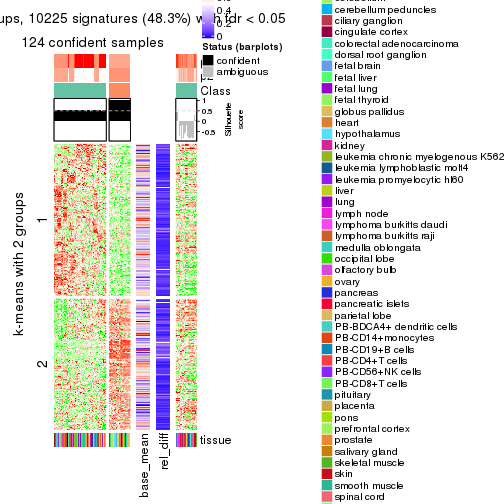 ups, 10225 signatures (48.3%) with fdr < 0.05
124 confident samples
0.4
0.2
0
Status (barplots)
confident
ambiguous
Class
1
0.5
0
-0.5
Silhouette
score
k-means with 2 groups
1
2
base_mean
rel_diff
tissue
cerebellum peduncles
ciliary ganglion
cingulate cortex
colorectal adenocarcinoma
dorsal root ganglion
fetal brain
fetal liver
fetal lung
fetal thyroid
globus pallidus
heart
hypothalamus
kidney
leukemia chronic myelogenous K562
leukemia lymphoblastic molt4
leukemia promyelocytic hl60
liver
lung
lymph node
lymphoma burkitts daudi
lymphoma burkitts raji
medulla oblongata
occipital lobe
olfactory bulb
ovary
pancreas
pancreatic islets
parietal lobe
PB-BDCA4+ dendritic cells
PB-CD14+monocytes
PB-CD19+B cells
PB-CD4+T cells
PB-CD56+NK cells
PB-CD8+T cells
pituitary
placenta
pons
prefrontal cortex
prostate
salivary gland
skeletal muscle
skin
smooth muscle
spinal cord